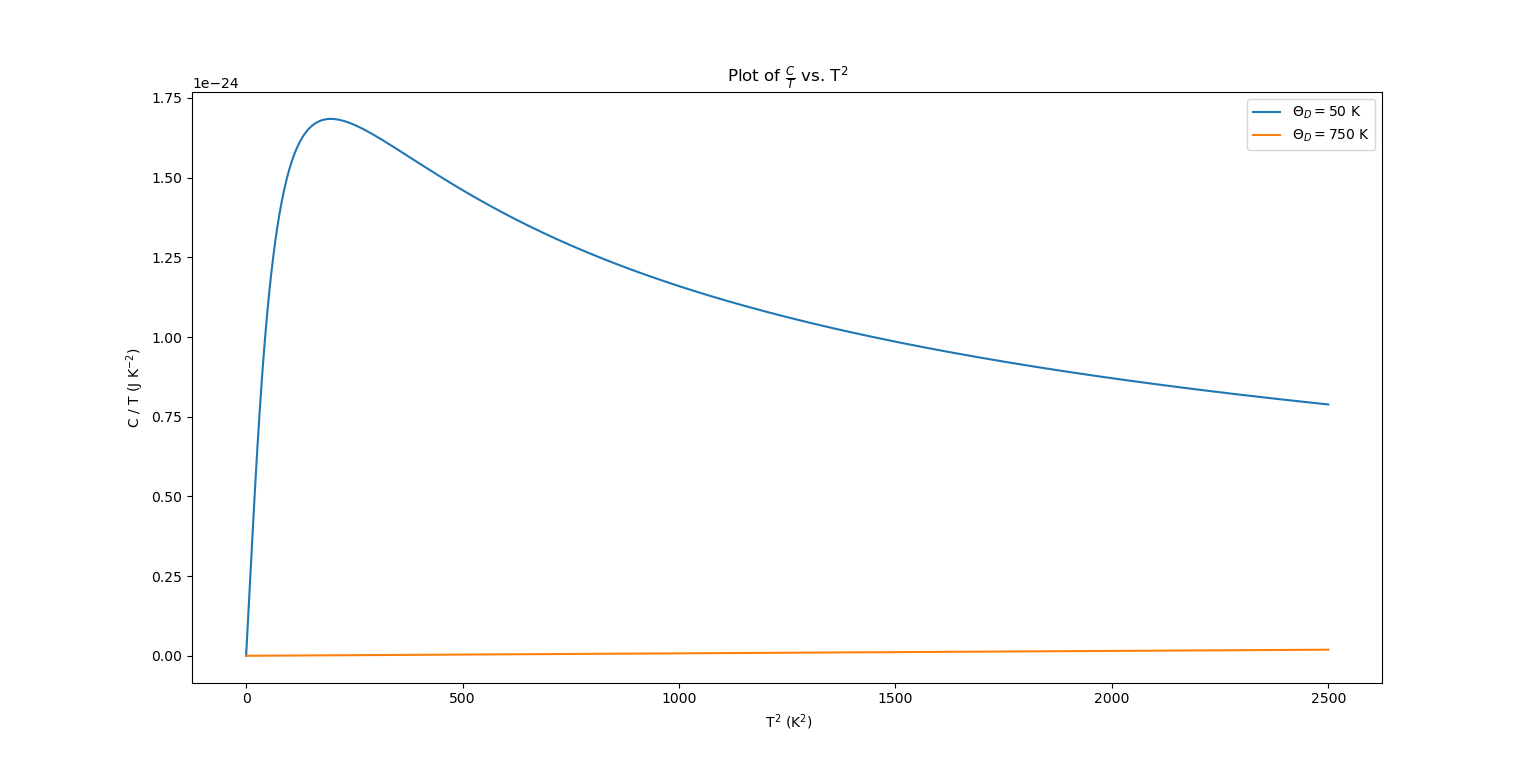 Plot of C/T vs. T²
1e−24
1.75
1.50
1.25
1.00
0.75
0.50
0.25
0.00
C / T (J K⁻²)
Θ_D = 50 K
Θ_D = 750 K
0 500 1000 1500 2000 2500
T² (K²)